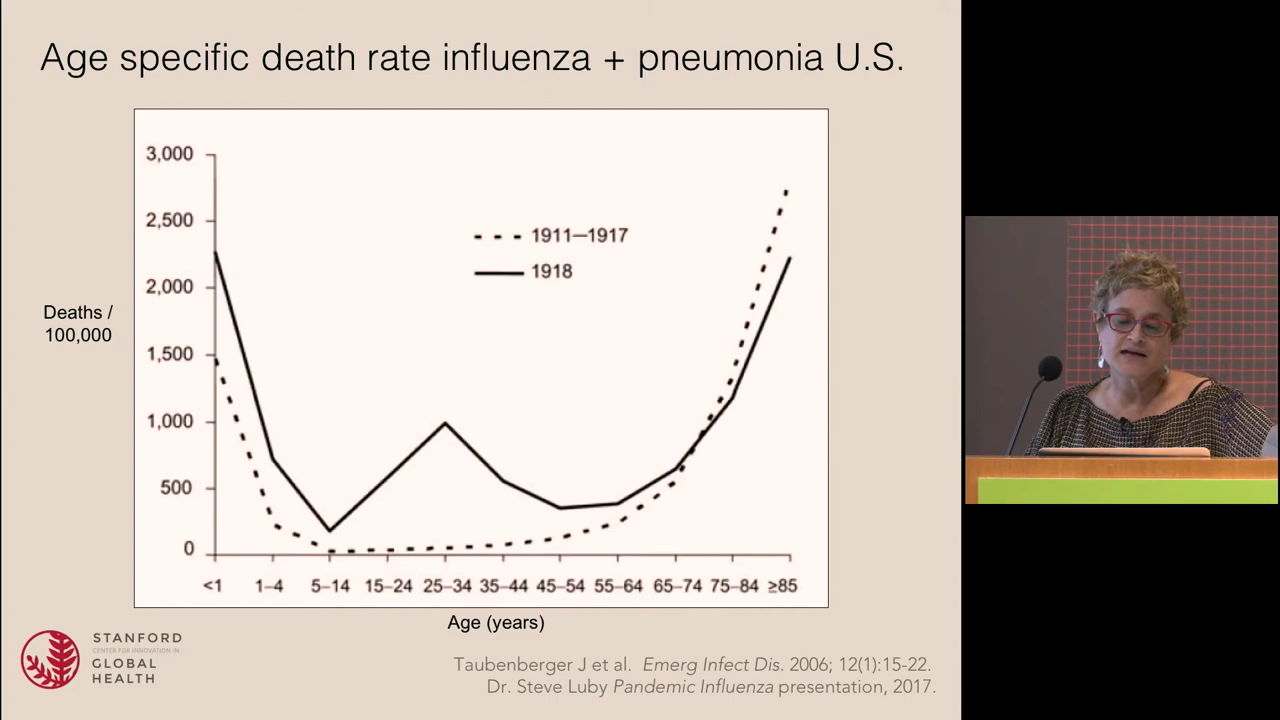 Age specific death rate influenza + pneumonia U.S.
3,000
2,500
2,000
1,500
1,000
500
0
Deaths /
100,000
1911–1917
1918
<1 1–4 5–14 15–24 25–34 35–44 45–54 55–64 65–74 75–84 ≥85
Age (years)
STANFORD
CENTER FOR INNOVATION IN
GLOBAL
HEALTH
Taubenberger J et al. Emerg Infect Dis. 2006; 12(1):15-22.
Dr. Steve Luby Pandemic Influenza presentation, 2017.